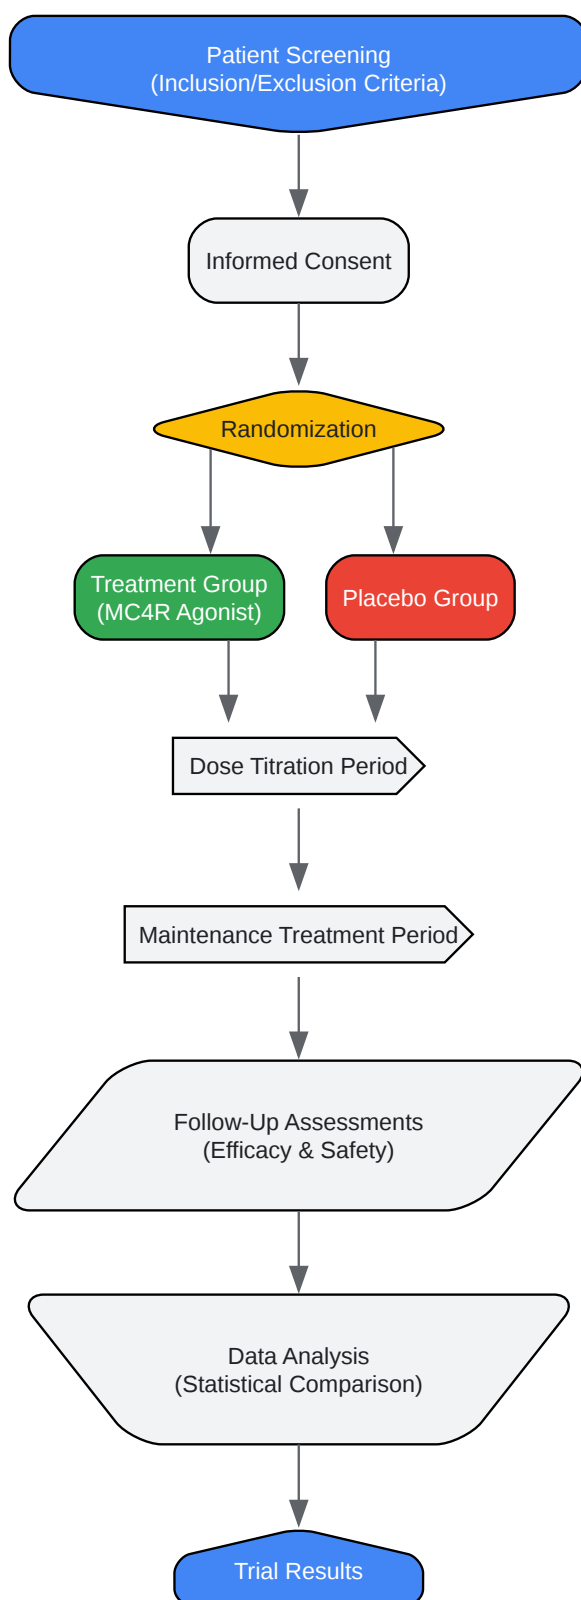 Patient Screening
(Inclusion/Exclusion Criteria)
Informed Consent
Randomization
Treatment Group
(MC4R Agonist)
Placebo Group
Dose Titration Period
Maintenance Treatment Period
Follow-Up Assessments
(Efficacy & Safety)
Data Analysis
(Statistical Comparison)
Trial Results